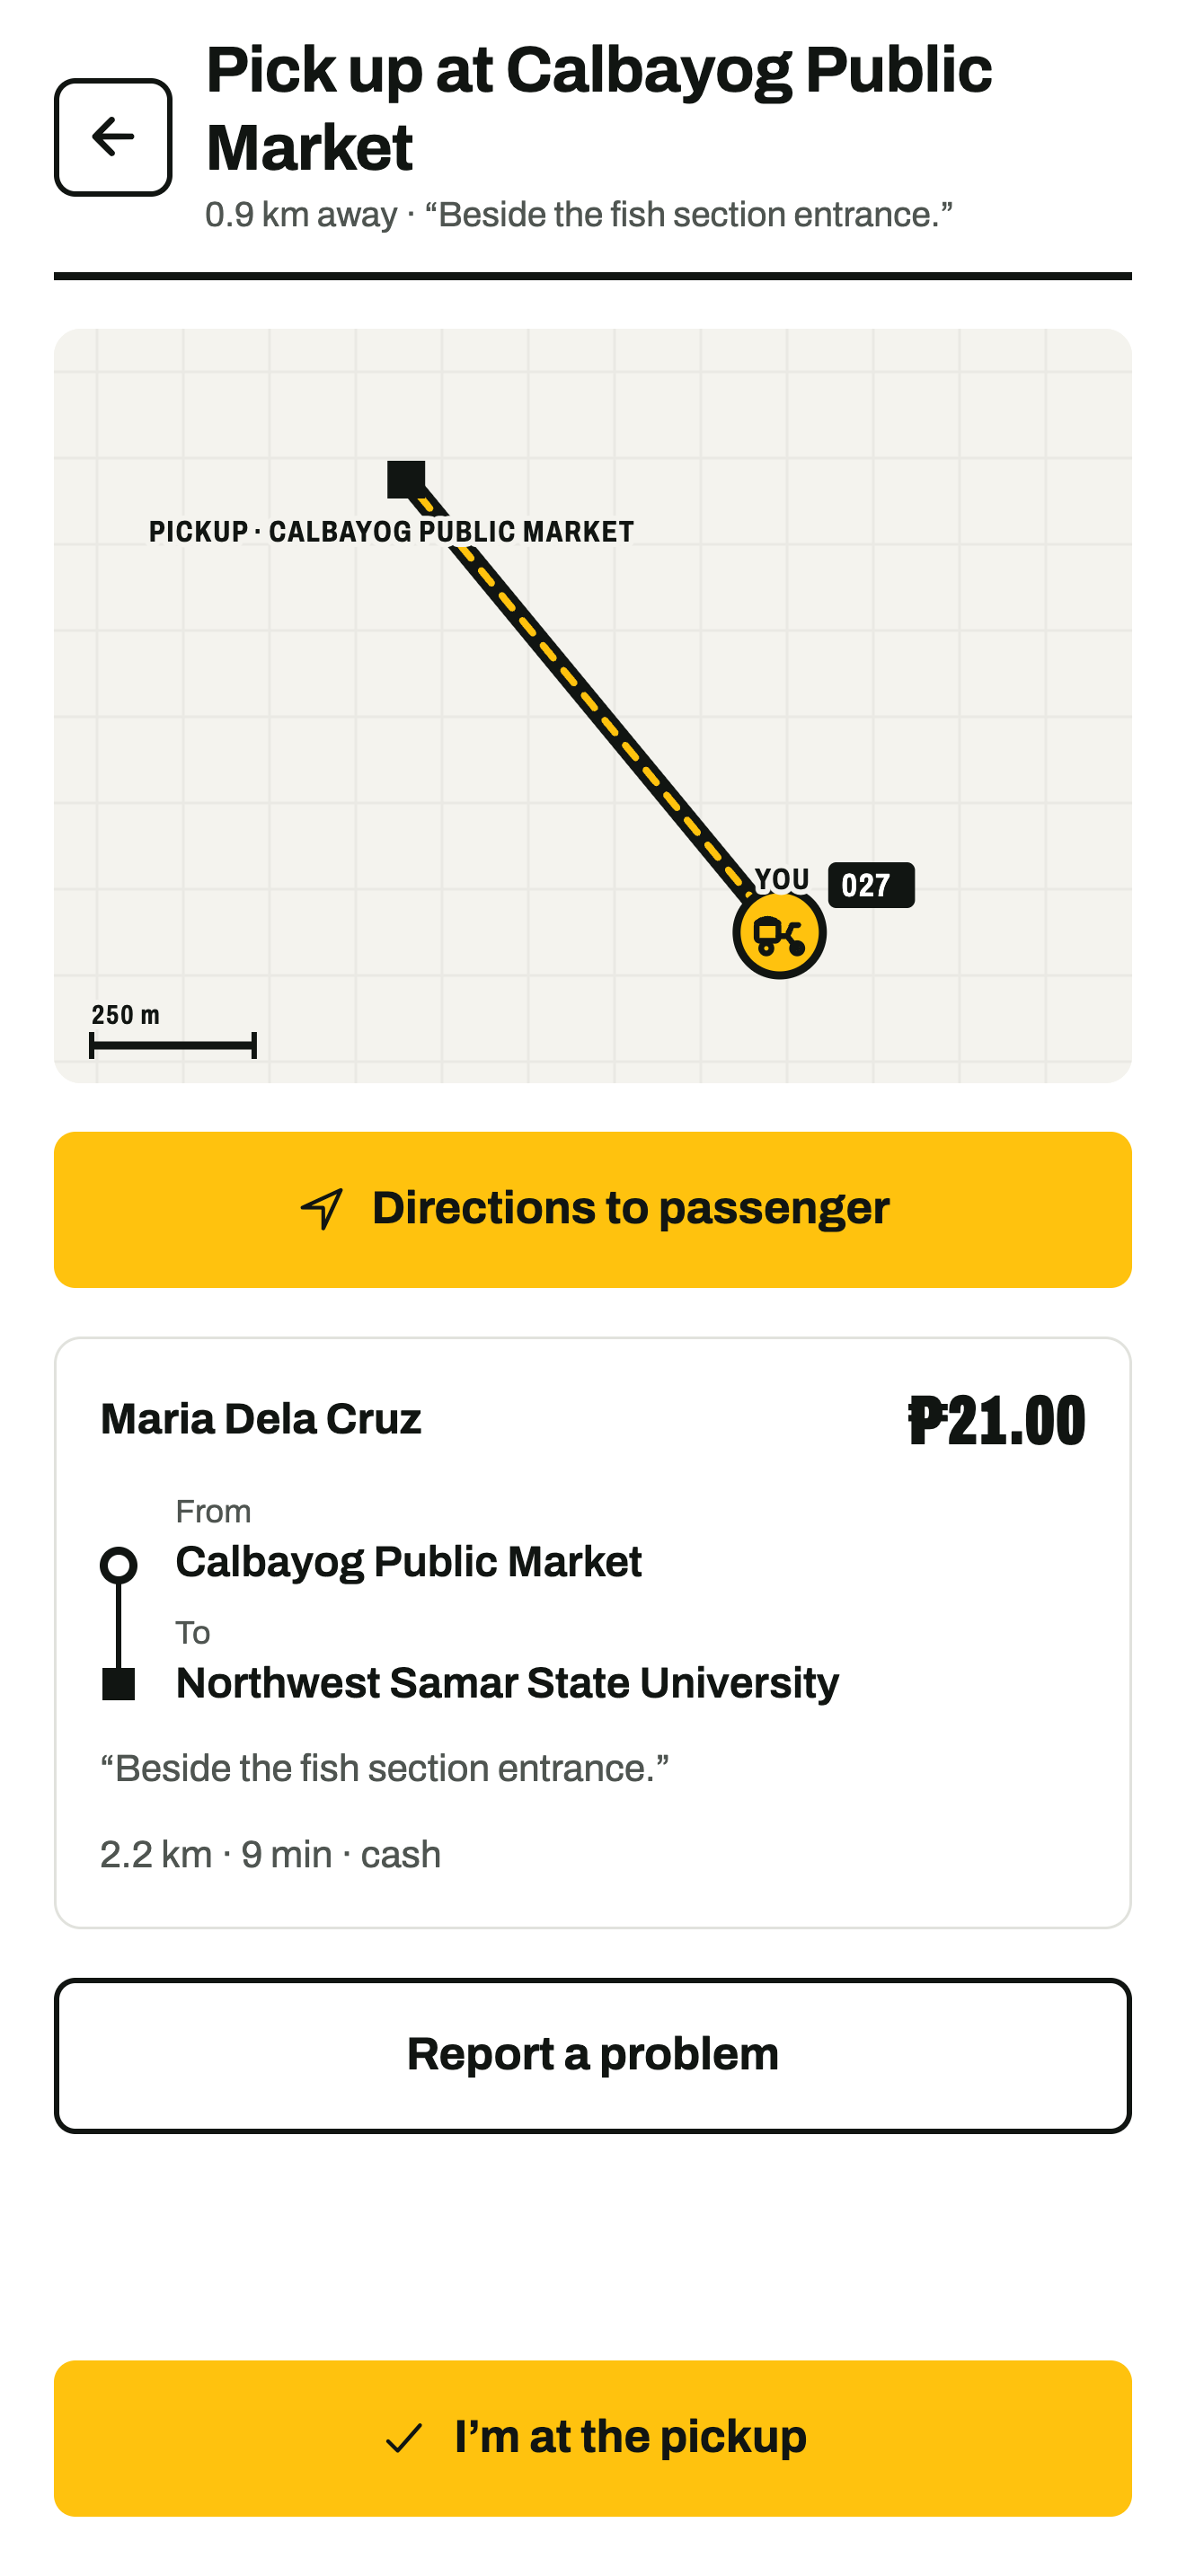 Pick up at Calbayog Public
Market
0.9 km away · “Beside the fish section entrance.”
PICKUP · CALBAYOG PUBLIC MARKET
YOU
027
250 m
Directions to passenger
Maria Dela Cruz
₱21.00
From
Calbayog Public Market
To
Northwest Samar State University
“Beside the fish section entrance.”
2.2 km · 9 min · cash
Report a problem
I’m at the pickup